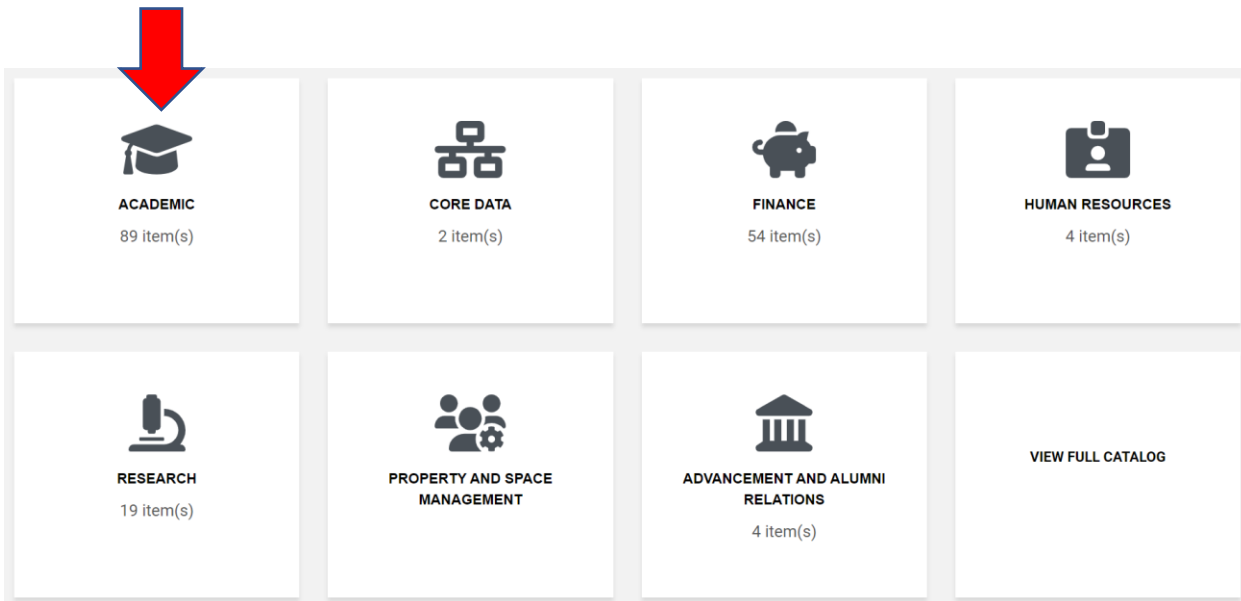 ACADEMIC
89 item(s)
CORE DATA
2 item(s)
FINANCE
54 item(s)
HUMAN RESOURCES
4 item(s)
RESEARCH
19 item(s)
PROPERTY AND SPACE
MANAGEMENT
ADVANCEMENT AND ALUMNI
RELATIONS
4 item(s)
VIEW FULL CATALOG